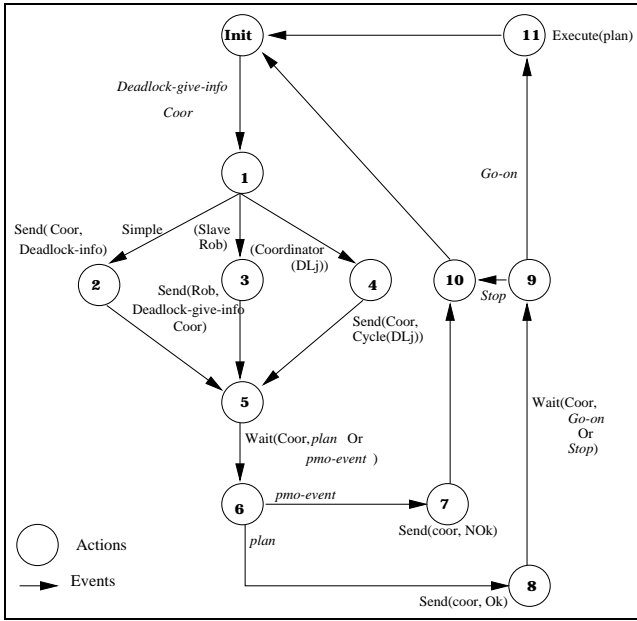 Init
11 Execute(plan)
Deadlock-give-info
Coor
Go-on
1
Send( Coor,
Deadlock-info)
Simple
(Slave
Rob)
(Coordinator
(DLj))
2
3
4
10
9
Stop
Send(Rob,
Deadlock-give-info
Coor)
Send(Coor,
Cycle(DLj))
5
Wait(Coor,
Go-on
Or
Stop)
Wait(Coor, plan Or
pmo-event )
6
pmo-event
7
plan
Send(coor, NOk)
Actions
Events
8
Send(coor, Ok)